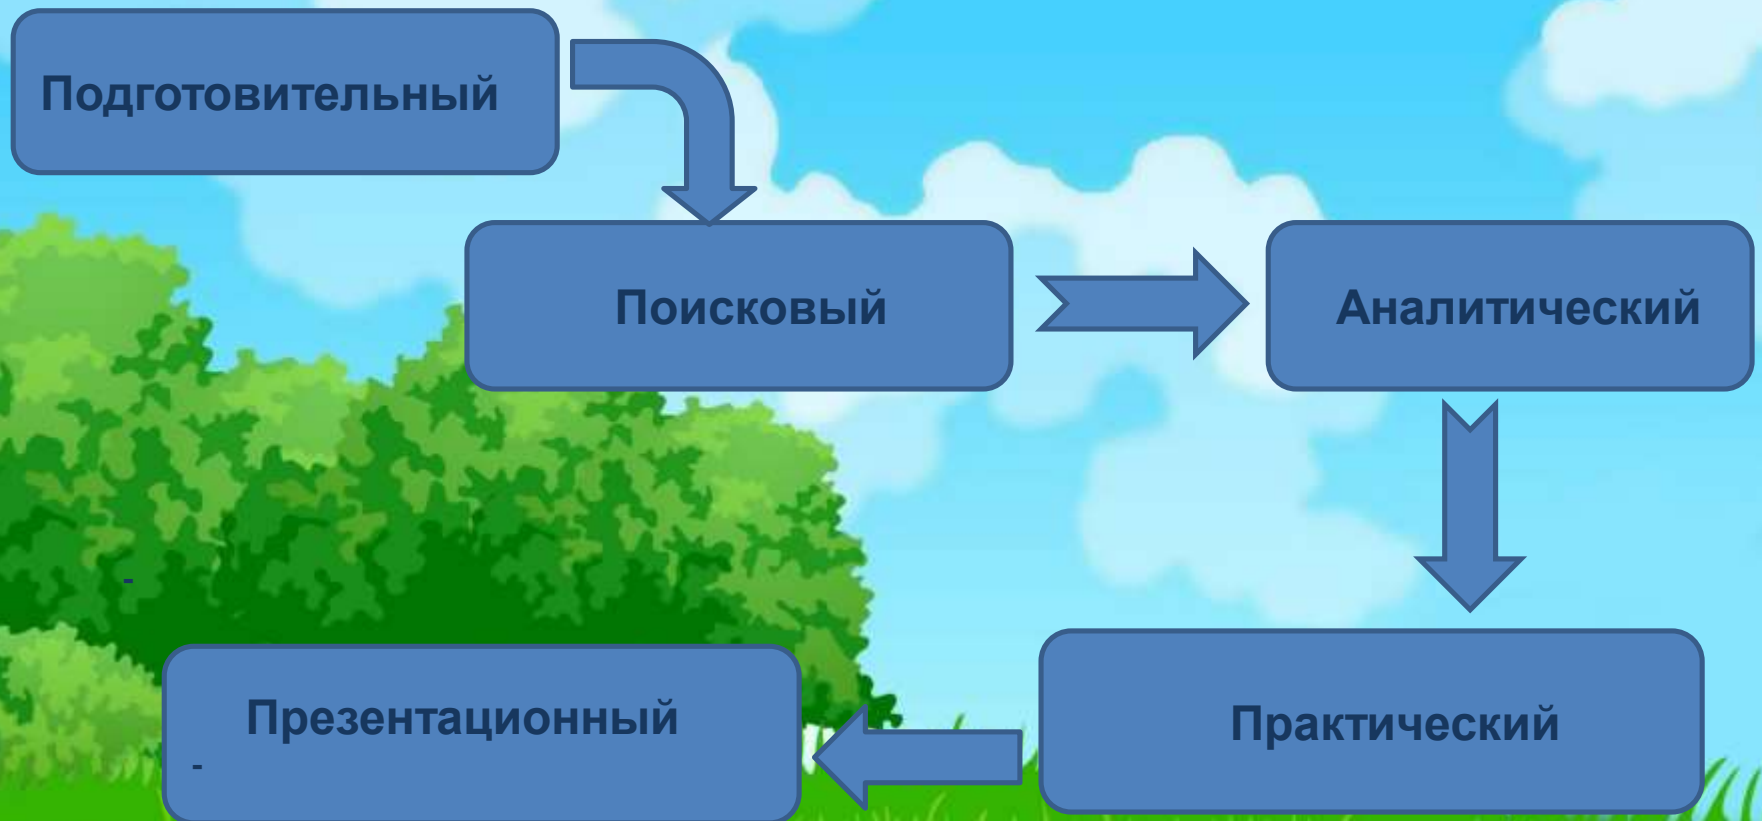 Подготовительный
Поисковый
Аналитический
-
Практический
Презентационный
-